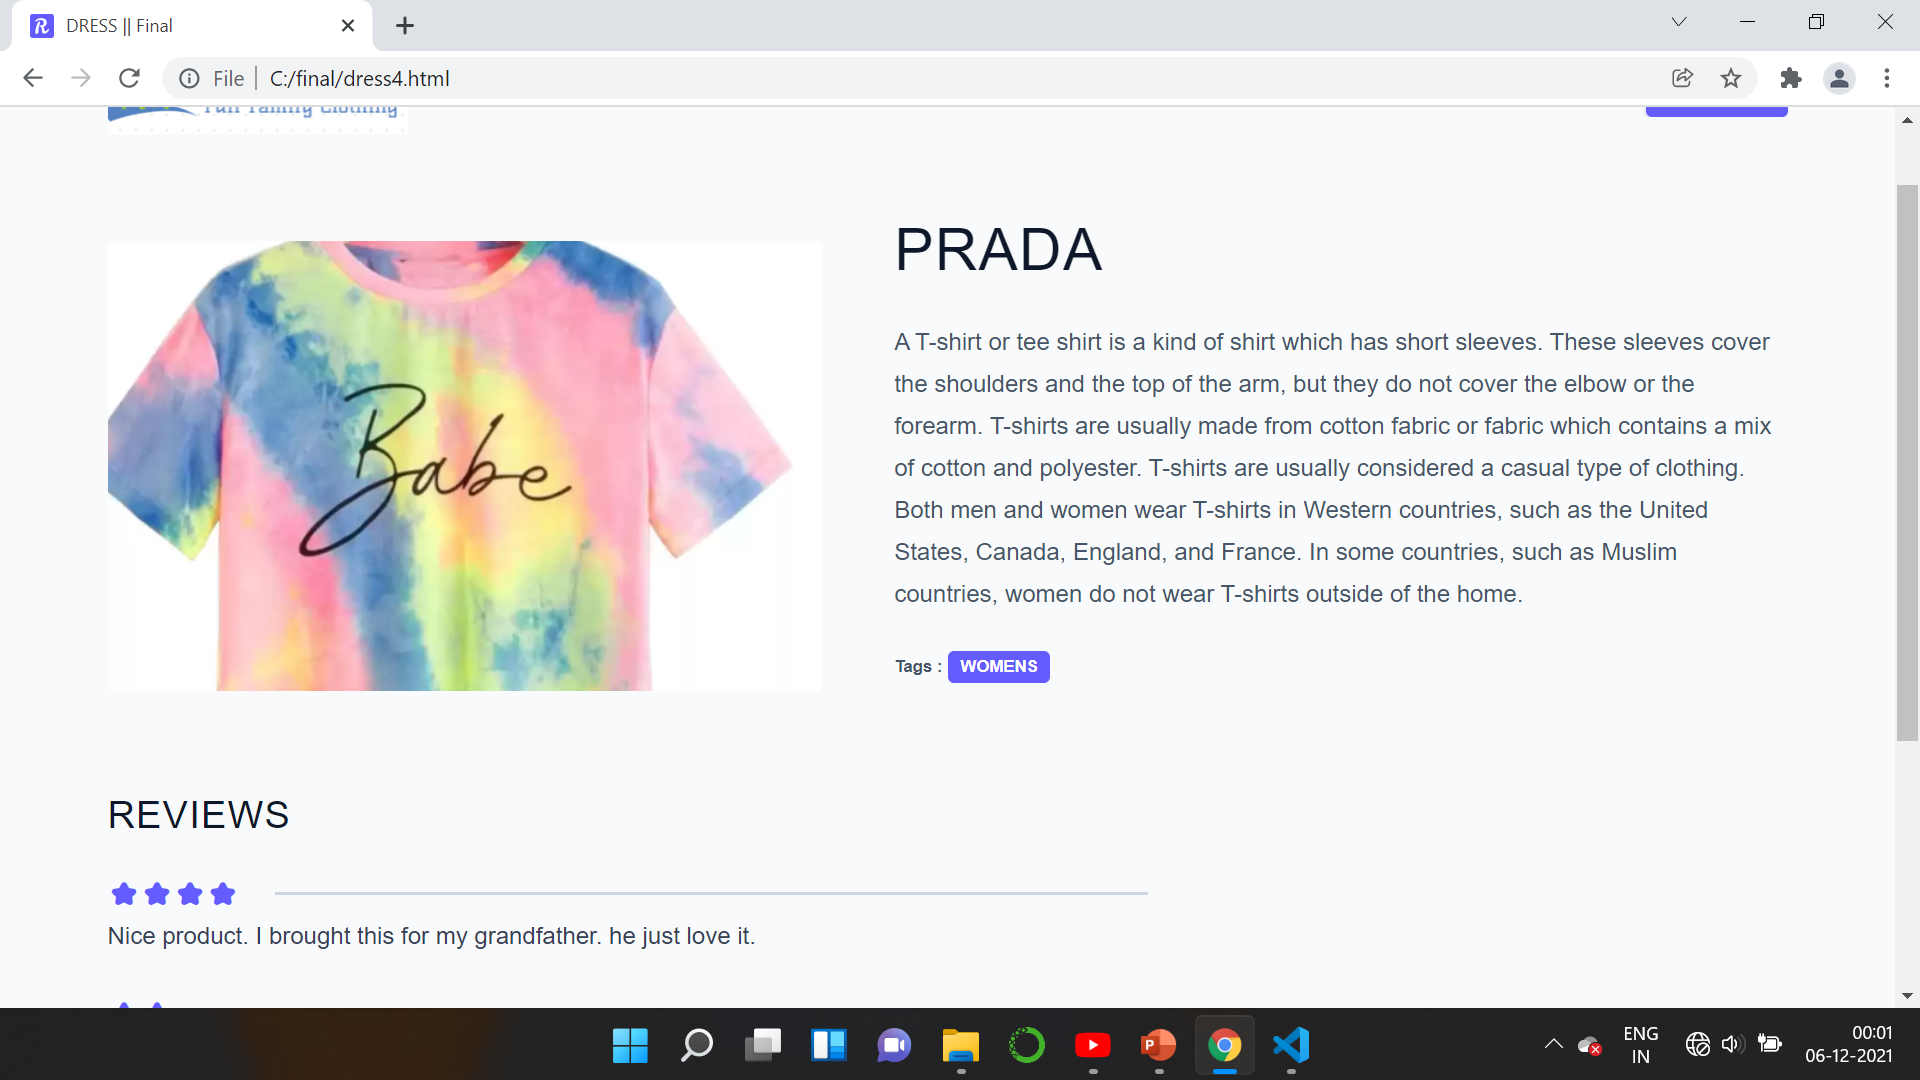 DRESS || Final
File
C:/final/dress4.html
Full Family Clothing
PRADA
A T-shirt or tee shirt is a kind of shirt which has short sleeves. These sleeves cover
the shoulders and the top of the arm, but they do not cover the elbow or the
forearm. T-shirts are usually made from cotton fabric or fabric which contains a mix
of cotton and polyester. T-shirts are usually considered a casual type of clothing.
Both men and women wear T-shirts in Western countries, such as the United
States, Canada, England, and France. In some countries, such as Muslim
countries, women do not wear T-shirts outside of the home.
Babe
Tags : WOMENS
REVIEWS
Nice product. I brought this for my grandfather. he just love it.
ENG
IN
00:01
06-12-2021